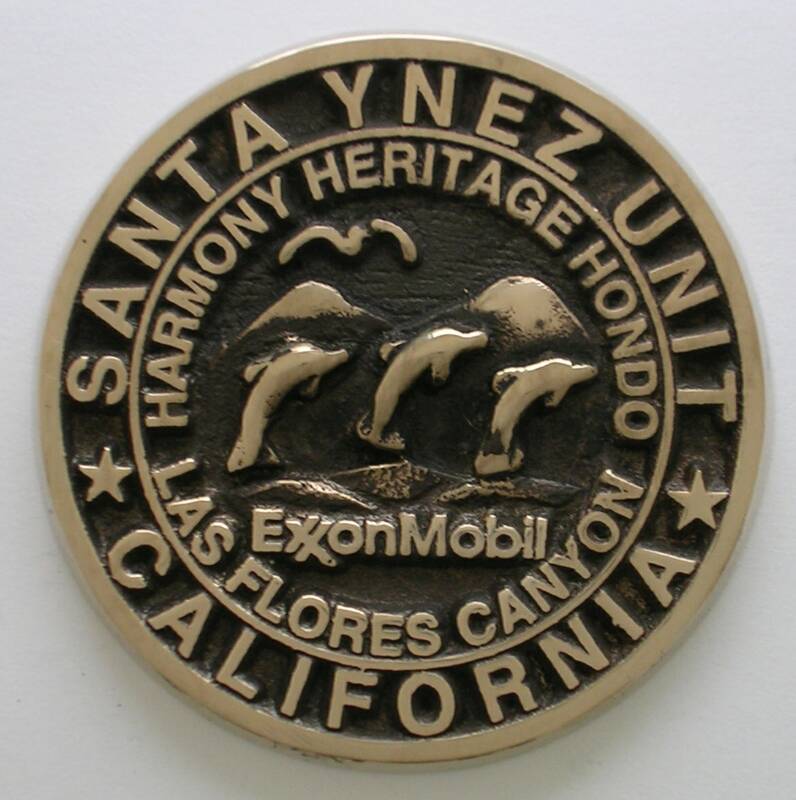 SANTA YNEZ UNIT
HARMONY HERITAGE HONDO
ExxonMobil
LAS FLORES CANYON
CALIFORNIA